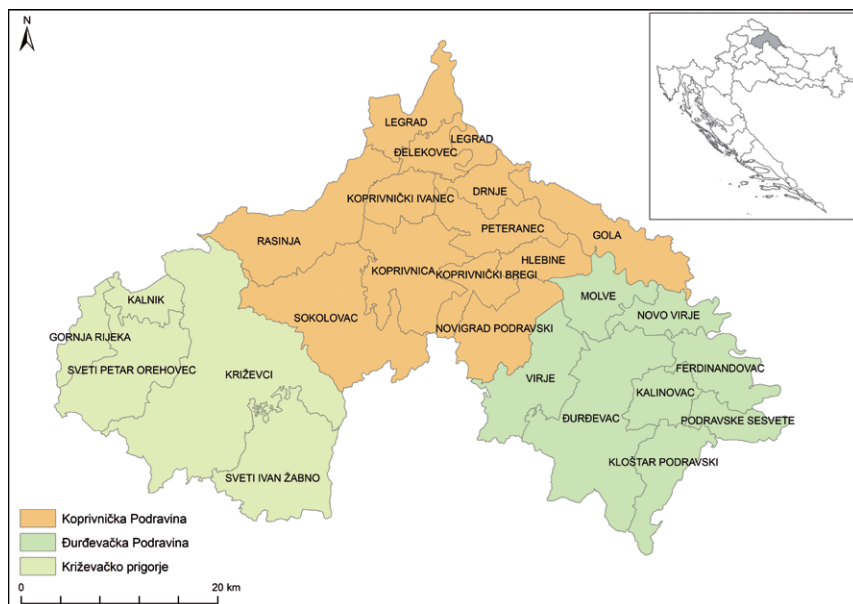 N
LEGRAD
LEGRAD
ĐELEKOVEC
KOPRIVNIČKI IVANEC
DRNJE
PETERANEC
GOLA
RASINJA
HLEBINE
KOPRIVNICA
KOPRIVNIČKI BREGI
MOLVE
KALNIK
SOKOLOVAC
NOVO VIRJE
NOVIGRAD PODRAVSKI
GORNJA RIJEKA
SVETI PETAR OREHOVEC
KRIŽEVCI
VIRJE
FERDINANDOVAC
KALINOVAC
ĐURĐEVAC
PODRAVSKE SESVETE
KLOŠTAR PODRAVSKI
SVETI IVAN ŽABNO
Koprivnička Podravina
Đurđevačka Podravina
Križevačko prigorje
0 20 km